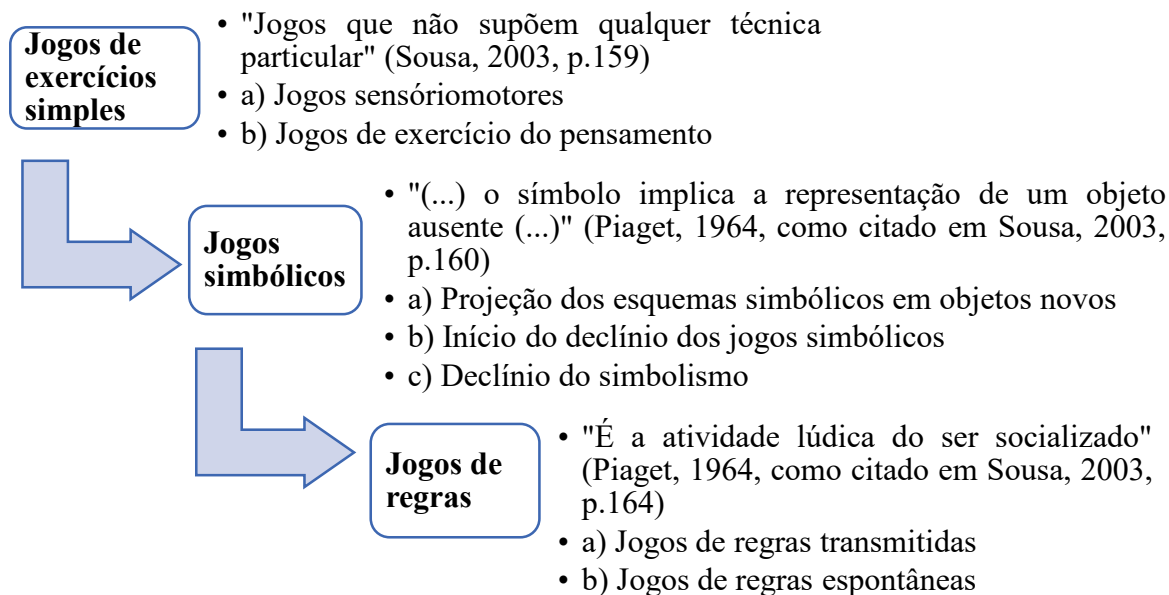 Jogos de
exercícios
simples
• "Jogos que não supõem qualquer técnica
particular" (Sousa, 2003, p.159)
• a) Jogos sensóriomotores
• b) Jogos de exercício do pensamento
Jogos
simbólicos
• "(...) o símbolo implica a representação de um objeto
ausente (...)" (Piaget, 1964, como citado em Sousa, 2003,
p.160)
• a) Projeção dos esquemas simbólicos em objetos novos
• b) Início do declínio dos jogos simbólicos
• c) Declínio do simbolismo
Jogos de
regras
• "É a atividade lúdica do ser socializado"
(Piaget, 1964, como citado em Sousa, 2003,
p.164)
• a) Jogos de regras transmitidas
• b) Jogos de regras espontâneas